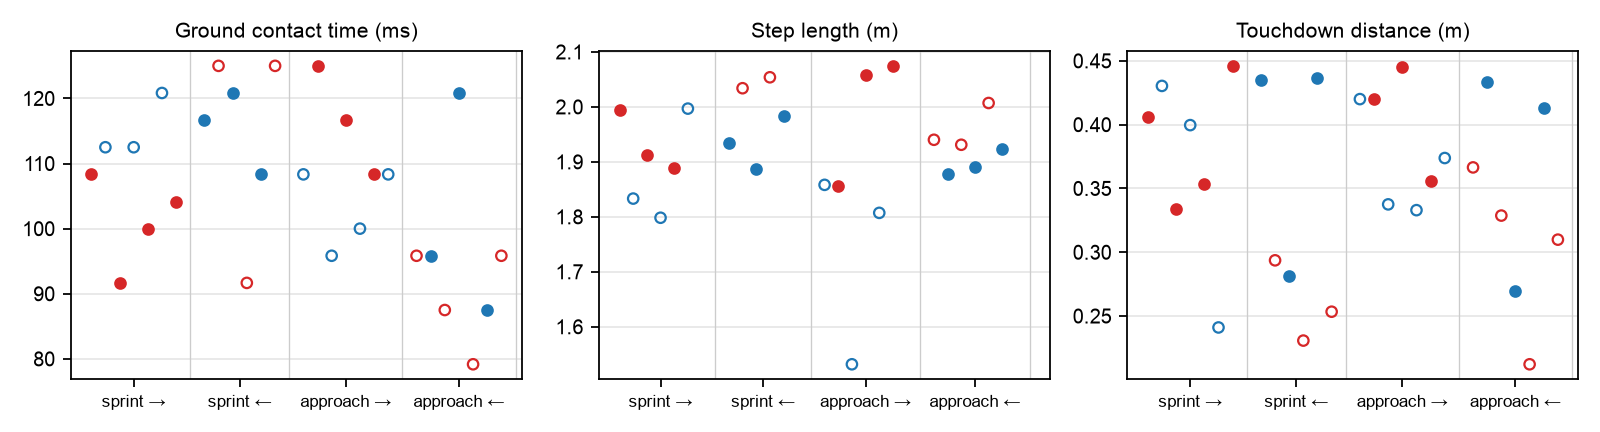 Ground contact time (ms)
120
110
100
90
80
sprint →
sprint ←
approach →
approach ←
Step length (m)
2.1
2.0
1.9
1.8
1.7
1.6
sprint →
sprint ←
approach →
approach ←
Touchdown distance (m)
0.45
0.40
0.35
0.30
0.25
sprint →
sprint ←
approach →
approach ←